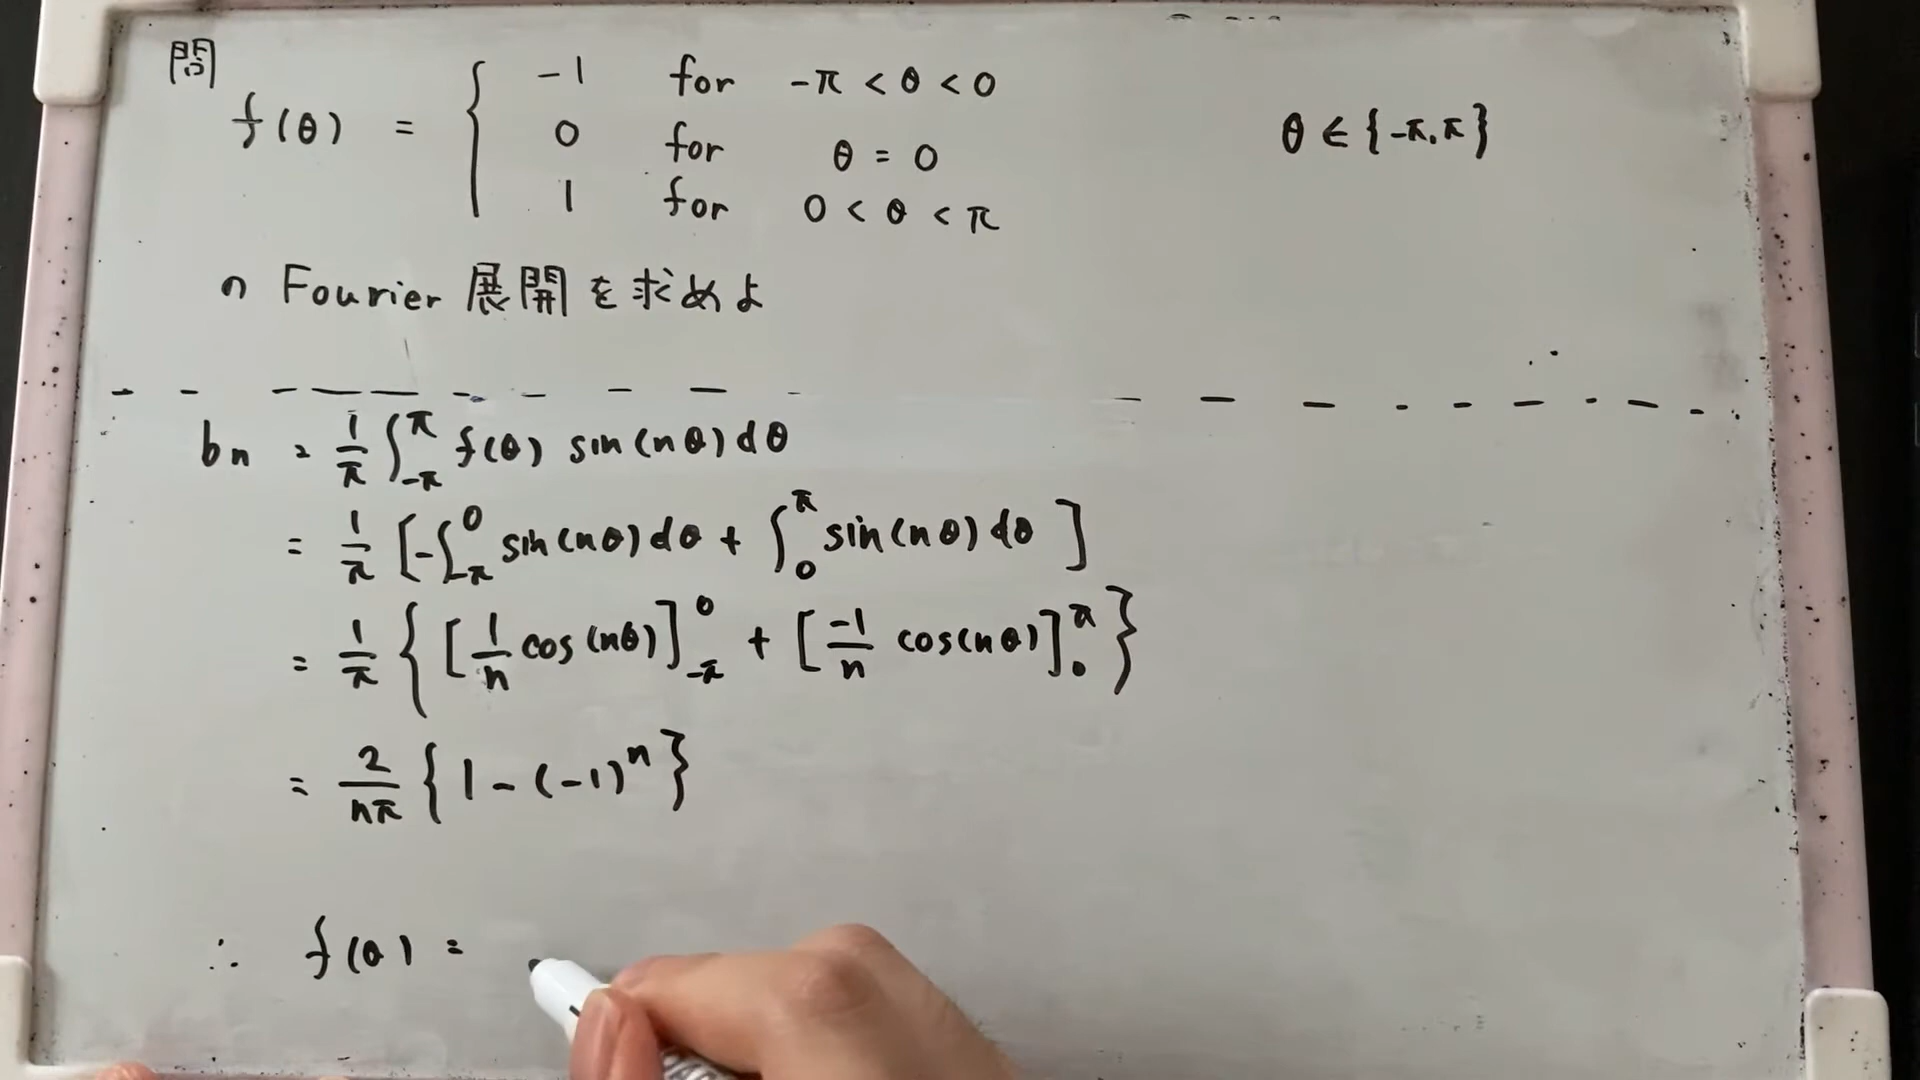 問
f(θ) = { -1 for -π < θ < 0
0 for θ = 0
1 for 0 < θ < π
θ ∈ {-π, π}
の Fourier 展開を求めよ
bn = 1/π ∫_{-π}^{π} f(θ) sin(nθ)dθ
= 1/π [-∫_{-π}^{0} sin(nθ)dθ + ∫_{0}^{π} sin(nθ)dθ]
= 1/π {[1/n cos(nθ)]_{-π}^{0} + [-1/n cos(nθ)]_{0}^{π}}
= 2/nπ {1-(-1)^n}
∴ f(θ) =